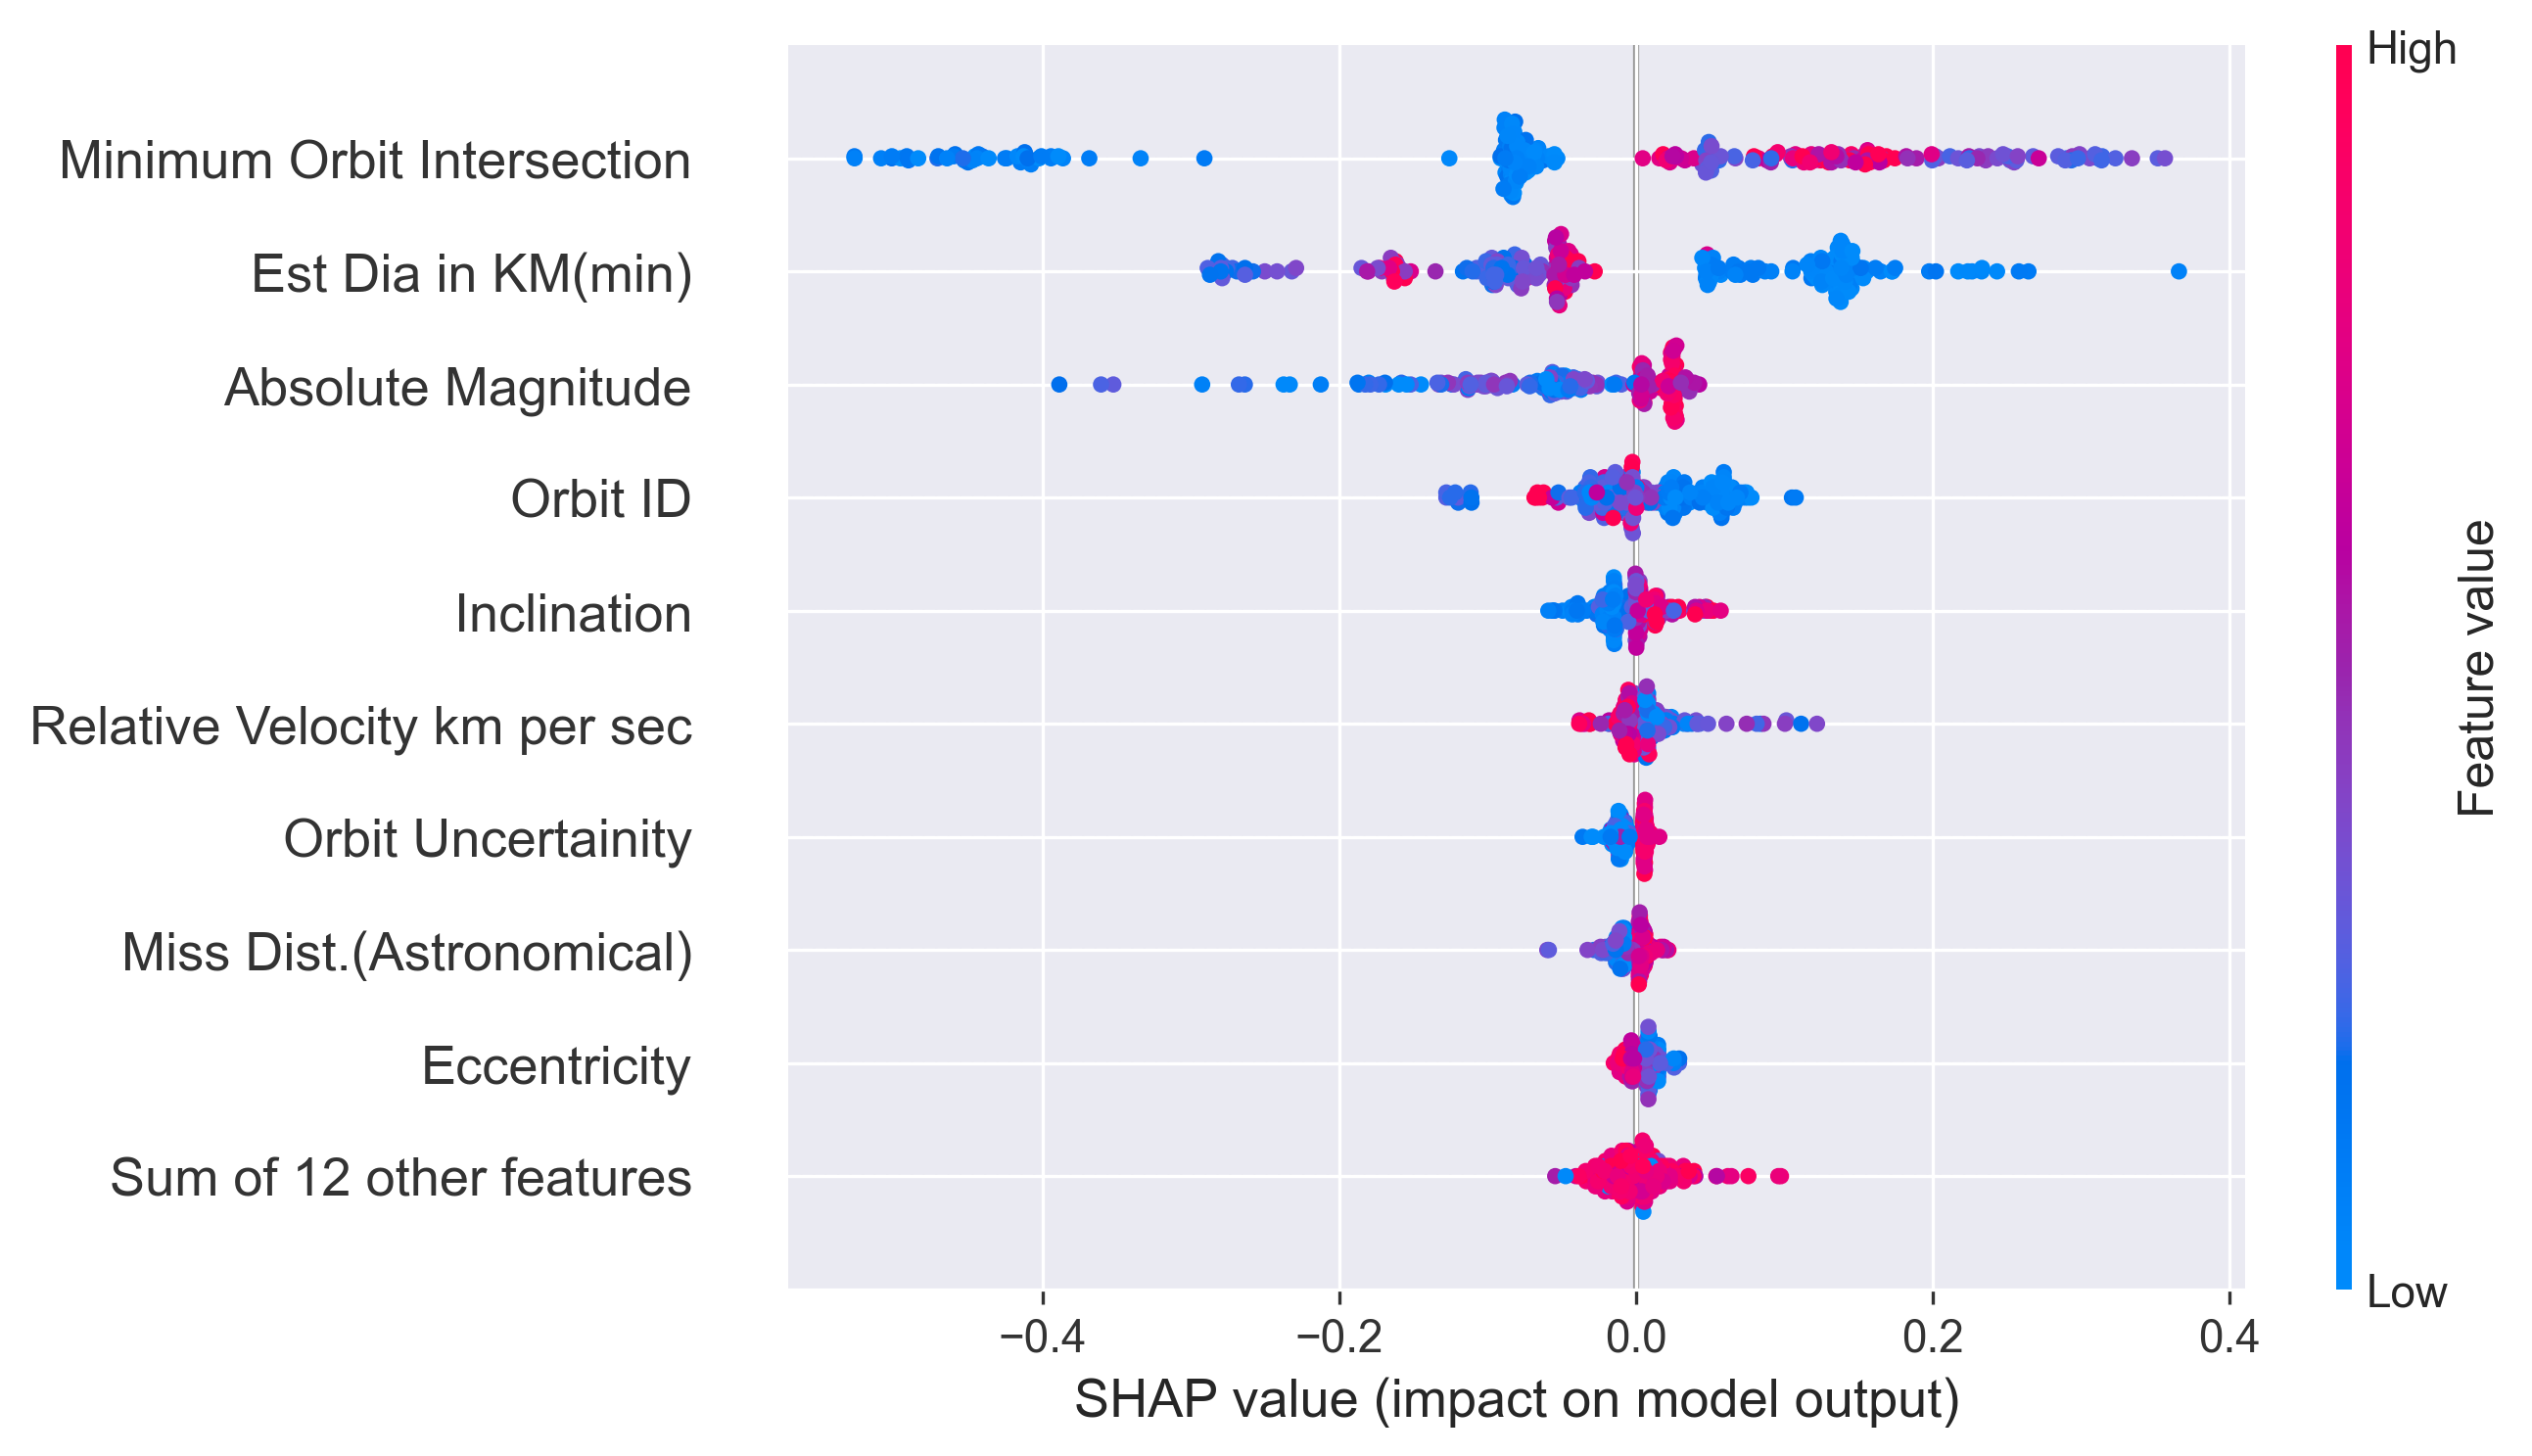 High
Minimum Orbit Intersection
Est Dia in KM(min)
Absolute Magnitude
Orbit ID
Inclination
Relative Velocity km per sec
Orbit Uncertainity
Miss Dist.(Astronomical)
Eccentricity
Sum of 12 other features
Feature value
Low
−0.4 −0.2 0.0 0.2 0.4
SHAP value (impact on model output)